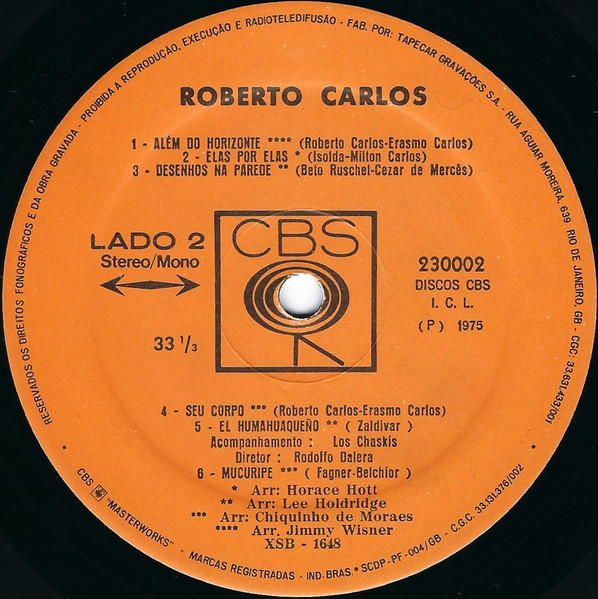 RESERVADOS OS DIREITOS FONOGRÁFICOS E DA OBRA GRAVADA - PROIBIDA A REPRODUÇÃO, EXECUÇÃO E RADIOTELEDIFUSÃO - FAB. POR: TAPECAR GRAVAÇÕES S.A. - RUA AGUIAR MOREIRA, 639 RIO DE JANEIRO, GB - CGC: 33.631.433/001
ROBERTO CARLOS
1 - ALÉM DO HORIZONTE **** (Roberto Carlos-Erasmo Carlos)
2 - ELAS POR ELAS * (Isolda-Milton Carlos)
3 - DESENHOS NA PAREDE ** (Beto Ruschel-Cezar de Mercês)
LADO 2
Stereo/Mono
33 1/3
CBS
230002
DISCOS CBS
I. C. L.
(P) 1975
4 - SEU CORPO *** (Roberto Carlos-Erasmo Carlos)
5 - EL HUMAHUAQUEÑO ** ( Zaldivar )
Acompanhamento : Los Chaskis
Diretor : Rodolfo Dalera
6 - MUCURIPE *** ( Fagner-Belchior )
* Arr: Horace Hott
** Arr: Lee Holdridge
*** Arr: Chiquinho de Moraes
**** Arr, Jimmy Wisner
XSB - 1648
CBS "MASTERWORKS" - MARCAS REGISTRADAS - IND. BRAS. • SCDP-PF-004/GB - C.G.C. 33.131.376/002